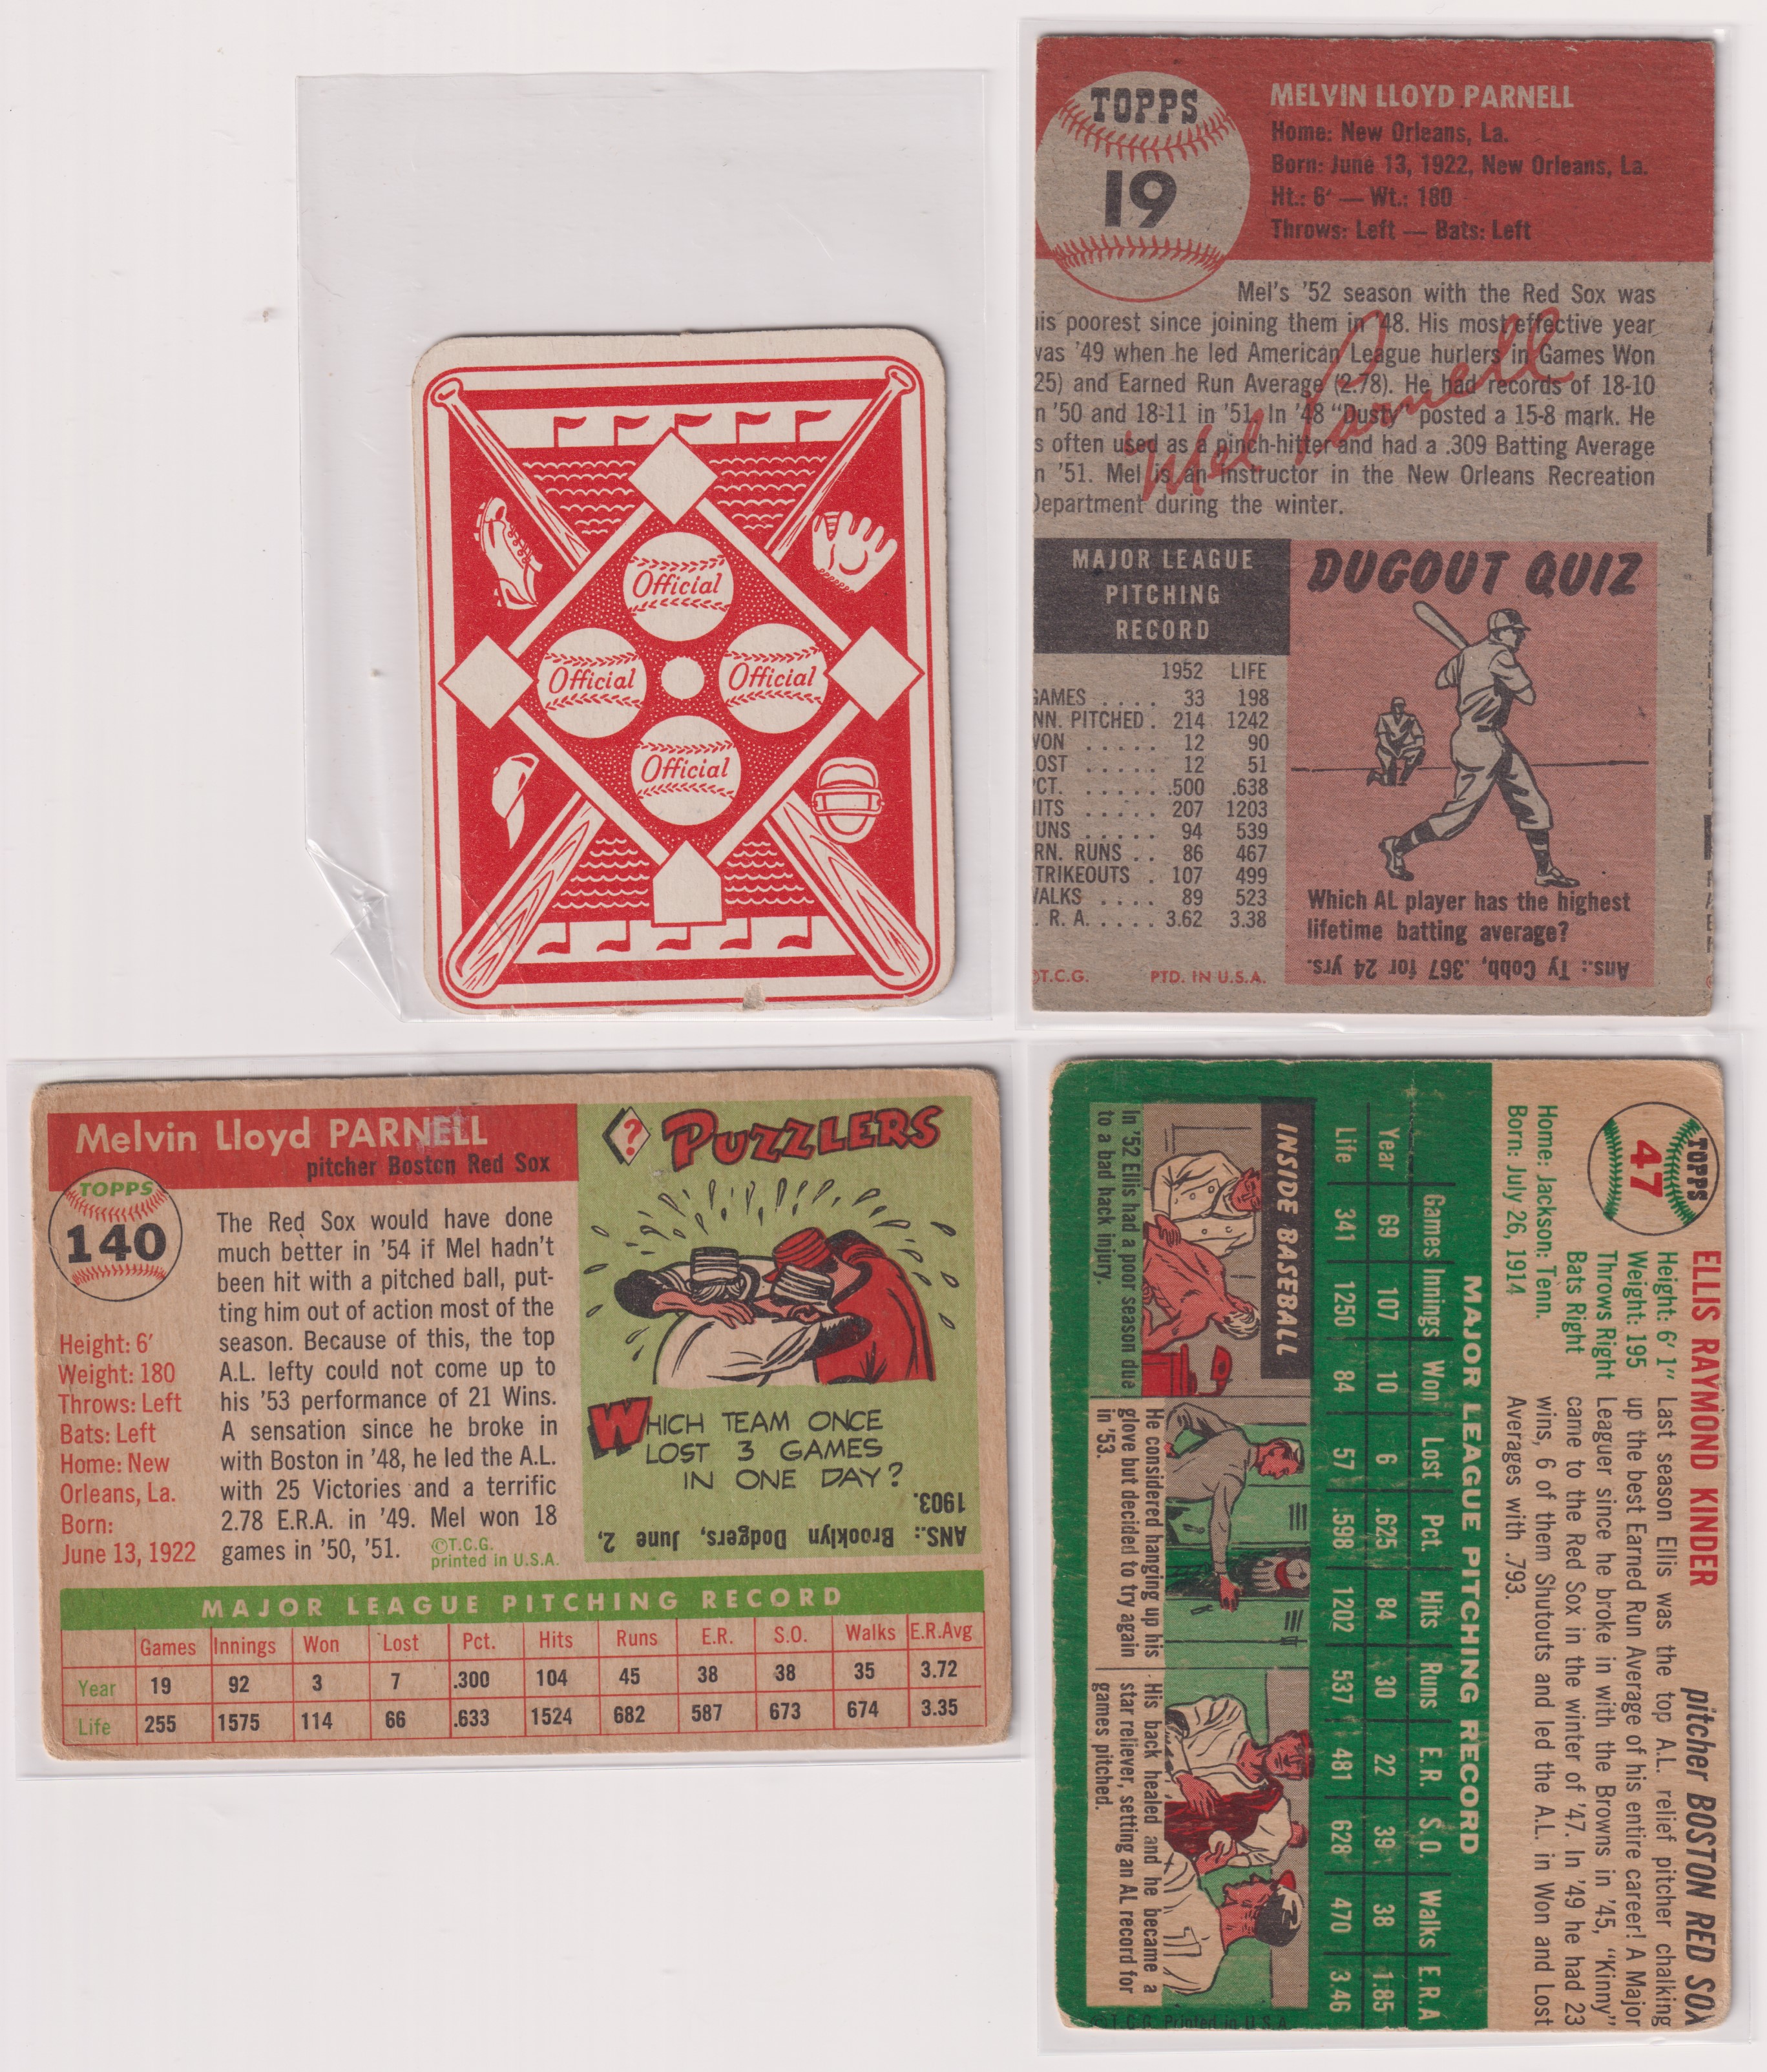 Official
Official
Official
Official
TOPPS
19
MELVIN LLOYD PARNELL
Home: New Orleans, La.
Born: June 13, 1922, New Orleans, La.
Ht.: 6' — Wt.: 180
Throws: Left — Bats: Left
Mel's '52 season with the Red Sox was
is poorest since joining them in '48. His most effective year
vas '49 when he led American League hurlers in Games Won
25) and Earned Run Average (2.78). He had records of 18-10
n '50 and 18-11 in '51. In '48 "Dusty" posted a 15-8 mark. He
s often used as a pinch-hitter and had a .309 Batting Average
n '51. Mel is an instructor in the New Orleans Recreation
Department during the winter.
Mel Parnell
MAJOR LEAGUE
PITCHING
RECORD
1952 LIFE
GAMES . . . . 33 198
NN. PITCHED . 214 1242
WON . . . . . 12 90
OST . . . . . 12 51
CT. . . . . . .500 .638
HITS . . . . . 207 1203
UNS . . . . . 94 539
RN. RUNS . . 86 467
TRIKEOUTS . 107 499
WALKS . . . . 89 523
. R. A. . . . . 3.62 3.38
©T.C.G. PTD. IN U.S.A.
DUGOUT QUIZ
Which AL player has the highest
lifetime batting average?
Ans.: Ty Cobb, .367 for 24 yrs.
Melvin Lloyd PARNELL
pitcher Boston Red Sox
TOPPS
140
Height: 6'
Weight: 180
Throws: Left
Bats: Left
Home: New
Orleans, La.
Born:
June 13, 1922
The Red Sox would have done
much better in '54 if Mel hadn't
been hit with a pitched ball, put-
ting him out of action most of the
season. Because of this, the top
A.L. lefty could not come up to
his '53 performance of 21 Wins.
A sensation since he broke in
with Boston in '48, he led the A.L.
with 25 Victories and a terrific
2.78 E.R.A. in '49. Mel won 18
games in '50, '51.
©T.C.G.
printed in U.S.A.
?
PUZZLERS
WHICH TEAM ONCE
LOST 3 GAMES
IN ONE DAY?
ANS.: Brooklyn Dodgers, June 2,
1903.
MAJOR LEAGUE PITCHING RECORD
Games Innings Won Lost Pct. Hits Runs E.R. S.O. Walks E.R.Avg
Year 19 92 3 7 .300 104 45 38 38 35 3.72
Life 255 1575 114 66 .633 1524 682 587 673 674 3.35
TOPPS
47
ELLIS RAYMOND KINDER
pitcher BOSTON RED SOX
Height: 6' 1"
Weight: 195
Throws Right
Bats Right
Home: Jackson: Tenn.
Born: July 26, 1914
Last season Ellis was the top A.L. relief pitcher chalking
up the best Earned Run Average of his entire career! A Major
Leaguer since he broke in with the Browns in '45, "Kinny"
came to the Red Sox in the winter of '47. In '49 he had 23
wins, 6 of them Shutouts and led the A.L. in Won and Lost
Averages with .793.
MAJOR LEAGUE PITCHING RECORD
Games Innings Won Lost Pct. Hits Runs E.R. S.O. Walks E.R.A
Year 69 107 10 6 .625 84 30 22 39 38 1.85
Life 341 1250 84 57 .598 1202 537 481 628 470 3.46
INSIDE BASEBALL
In '52 Ellis had a poor season due
to a bad back injury.
He considered hanging up his
glove but decided to try again
in '53.
His back healed and he became a
star reliever, setting an AL record for
games pitched.
©T.C.G. Printed in U.S.A.